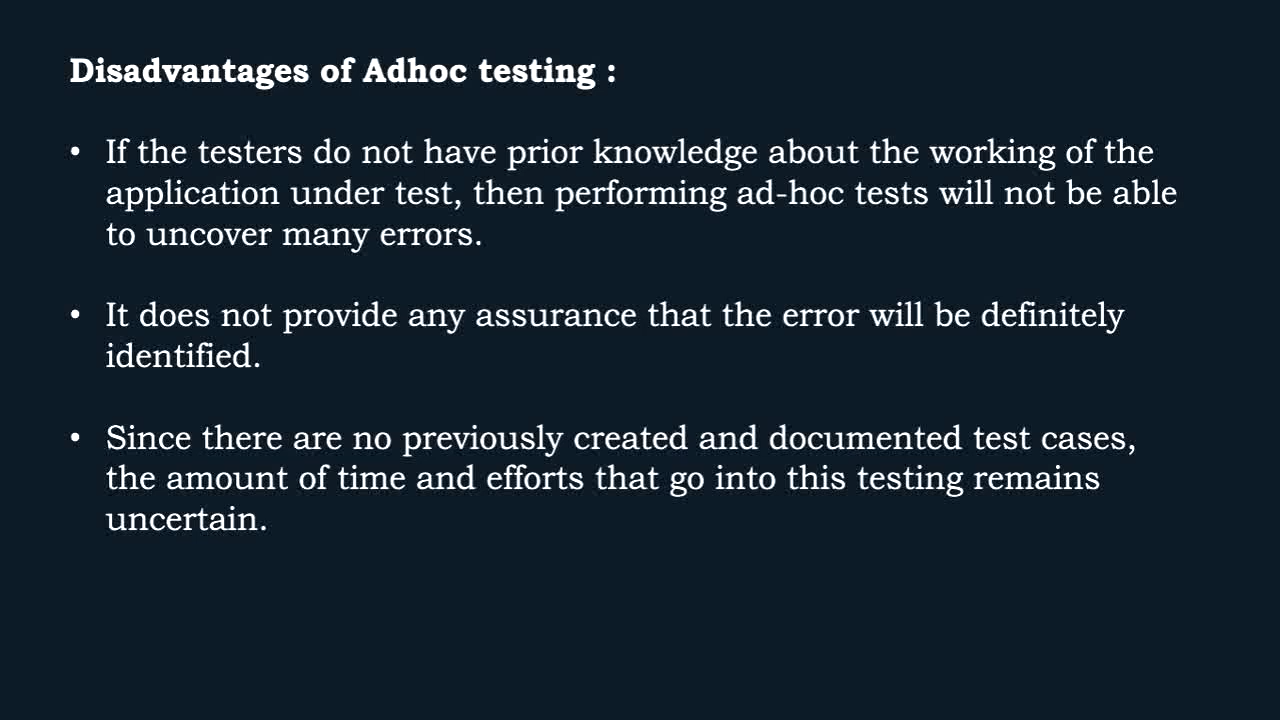 Disadvantages of Adhoc testing :
• If the testers do not have prior knowledge about the working of the
application under test, then performing ad-hoc tests will not be able
to uncover many errors.
• It does not provide any assurance that the error will be definitely
identified.
• Since there are no previously created and documented test cases,
the amount of time and efforts that go into this testing remains
uncertain.